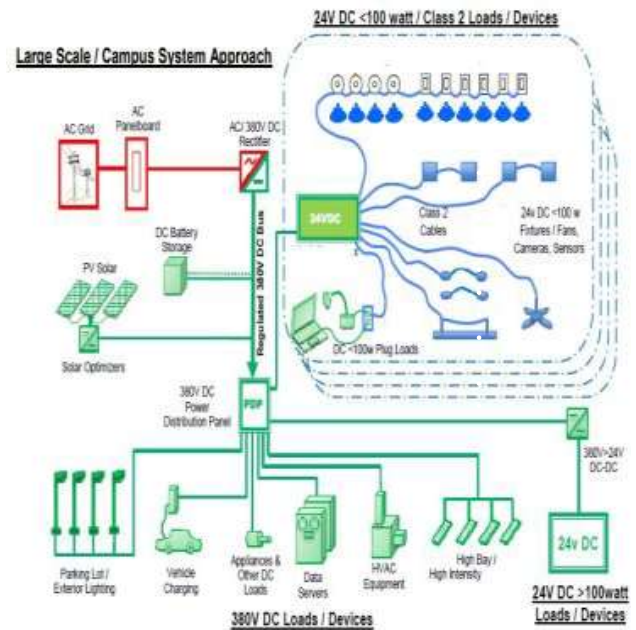 24V DC <100 watt / Class 2 Loads / Devices
Large Scale / Campus System Approach
AC Grid
AC
Panelboard
AC/ 380V DC
Rectifier
DC Battery
Storage
PV Solar
Solar Optimizers
Regulated 380V DC Bus
24VDC
Class 2
Cables
24v DC <100 w
Fixtures / Fans,
Cameras, Sensors
DC <100w Plug Loads
380V DC
Power
Distribution Panel
PDP
380V>24V
DC-DC
24v DC
Parking Lot /
Exterior Lighting
Vehicle
Charging
Appliances &
Other DC
Loads
Data
Servers
HVAC
Equipment
High Bay /
High Intensity
24V DC >100watt
Loads / Devices
380V DC Loads / Devices